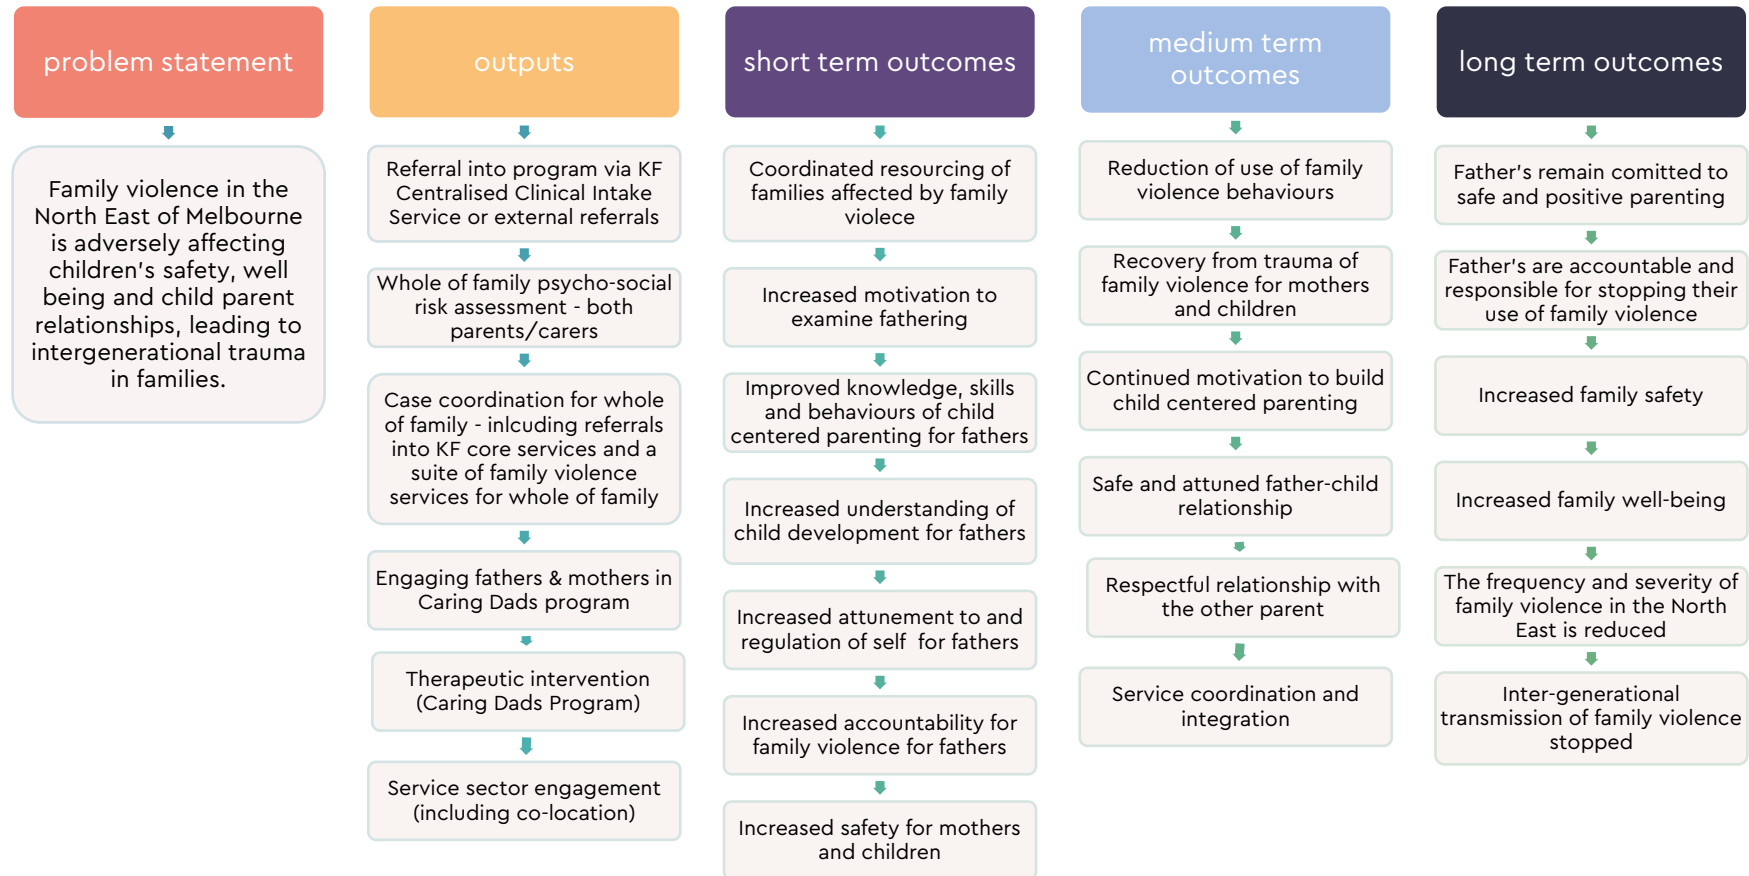 problem statement
Family violence in the
North East of Melbourne
is adversely affecting
children's safety, well
being and child parent
relationships, leading to
intergenerational trauma
in families.
outputs
Referral into program via KF
Centralised Clinical Intake
Service or external referrals
Whole of family psycho-social
risk assessment - both
parents/carers
Case coordination for whole
of family - inlcuding referrals
into KF core services and a
suite of family violence
services for whole of family
Engaging fathers & mothers in
Caring Dads program
Therapeutic intervention
(Caring Dads Program)
Service sector engagement
(including co-location)
short term outcomes
Coordinated resourcing of
families affected by family
violece
Increased motivation to
examine fathering
Improved knowledge, skills
and behaviours of child
centered parenting for fathers
Increased understanding of
child development for fathers
Increased attunement to and
regulation of self for fathers
Increased accountability for
family violence for fathers
Increased safety for mothers
and children
medium term
outcomes
Reduction of use of family
violence behaviours
Recovery from trauma of
family violence for mothers
and children
Continued motivation to build
child centered parenting
Safe and attuned father-child
relationship
Respectful relationship with
the other parent
Service coordination and
integration
long term outcomes
Father's remain comitted to
safe and positive parenting
Father's are accountable and
responsible for stopping their
use of family violence
Increased family safety
Increased family well-being
The frequency and severity of
family violence in the North
East is reduced
Inter-generational
transmission of family violence
stopped